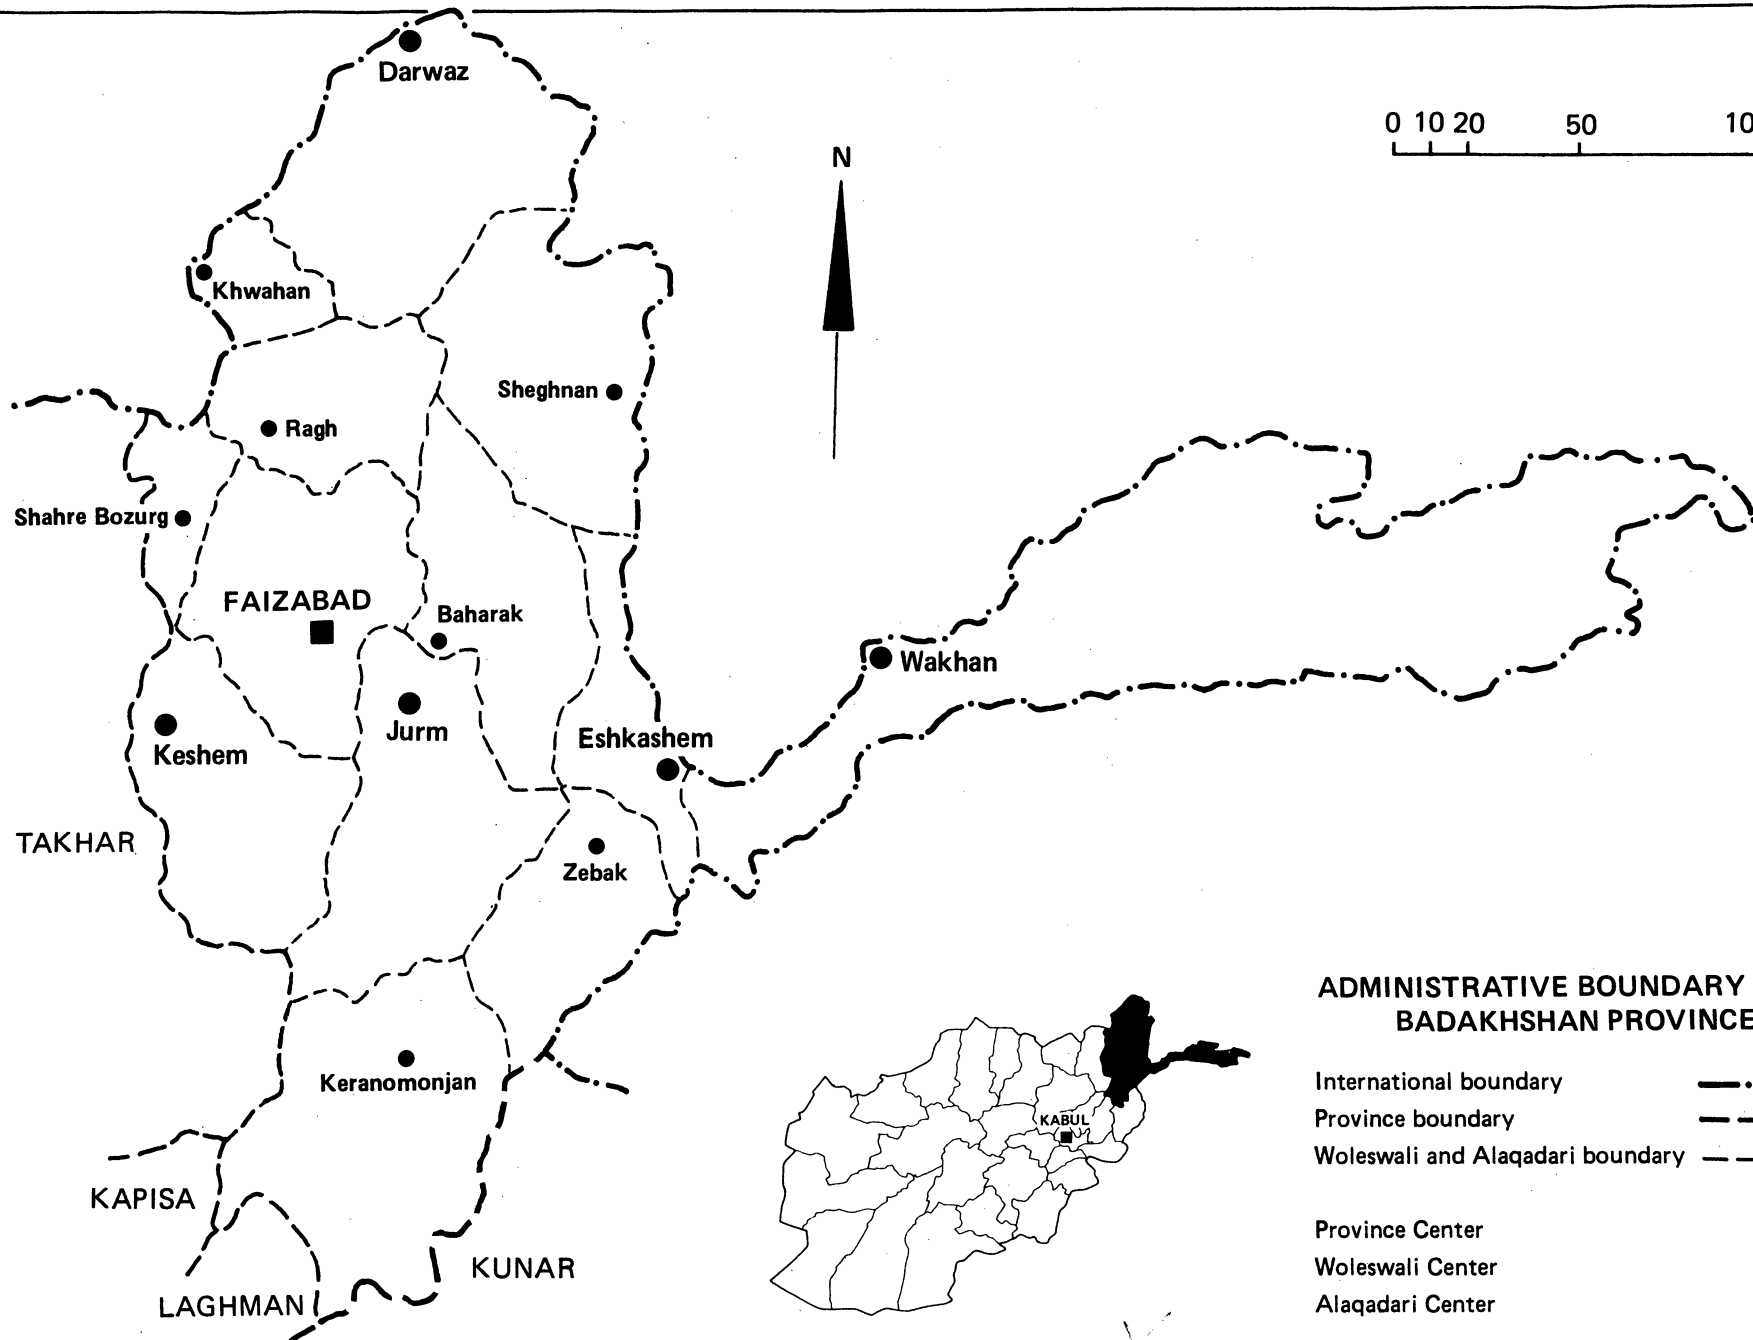 Darwaz
0 10 20 50 10
N
Khwahan
Sheghnan
Ragh
Shahre Bozurg
FAIZABAD
Baharak
Wakhan
Jurm
Eshkashem
Keshem
TAKHAR
Zebak
ADMINISTRATIVE BOUNDARY
BADAKHSHAN PROVINCE
Keranomonjan
International boundary
KABUL
Province boundary
Woleswali and Alaqadari boundary
KAPISA
Province Center
KUNAR
Woleswali Center
LAGHMAN
Alaqadari Center